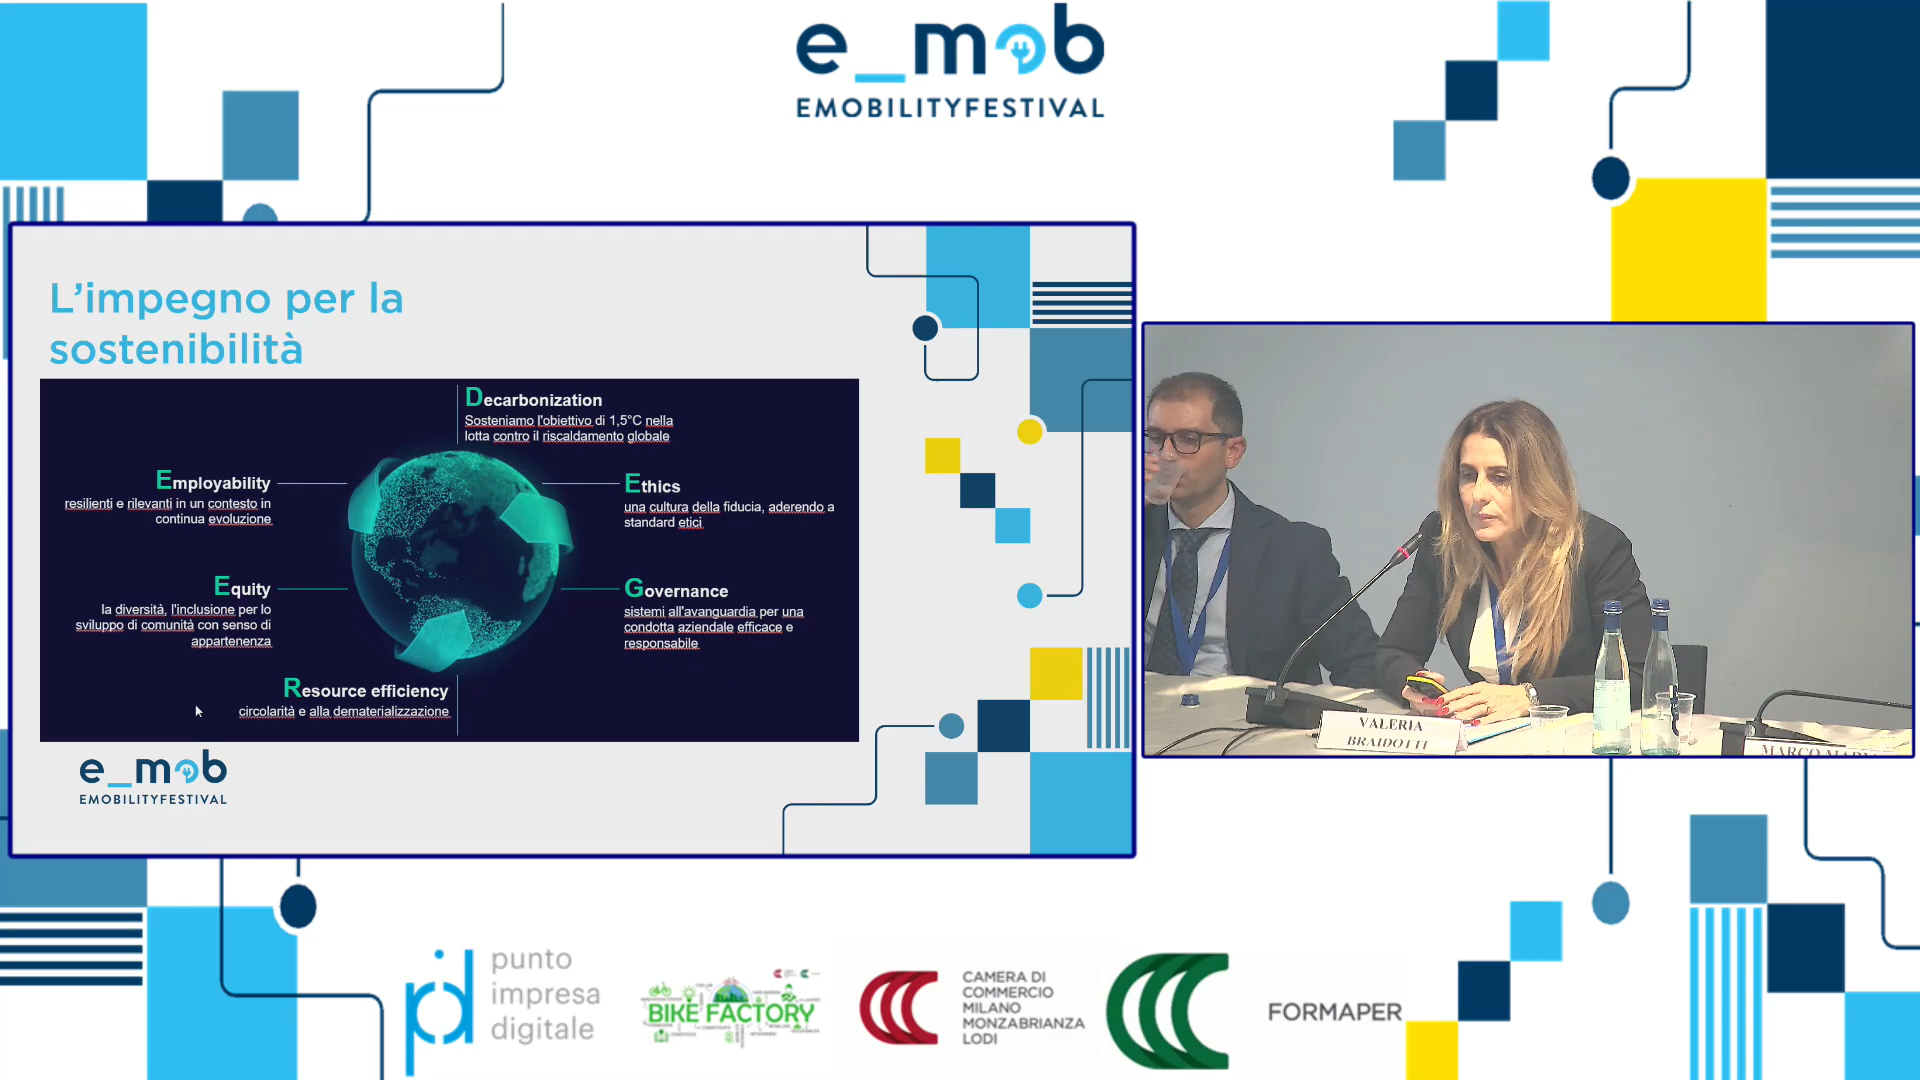 e_mob
EMOBILITYFESTIVAL
L'impegno per la
sostenibilità
Decarbonization
Sosteniamo l'obiettivo di 1,5°C nella
lotta contro il riscaldamento globale
Employability
resilienti e rilevanti in un contesto in
continua evoluzione
Ethics
una cultura della fiducia, aderendo a
standard etici
Equity
la diversità, l'inclusione per lo
sviluppo di comunità con senso di
appartenenza
Governance
sistemi all'avanguardia per una
condotta aziendale efficace e
responsabile
Resource efficiency
circolarità e alla dematerializzazione
e_mob
EMOBILITYFESTIVAL
VALERIA
BRAIDOTTI
MARCO
pid
punto
impresa
digitale
BIKE FACTORY
CAMERA DI
COMMERCIO
MILANO
MONZABRIANZA
LODI
FORMAPER